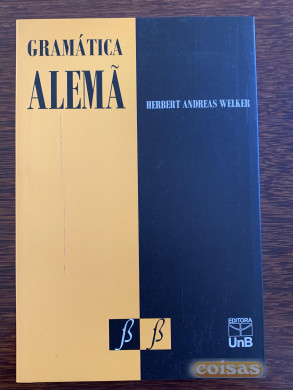 GRAMÁTICA
ALEMÃ
HERBERT ANDREAS WELKER
ß ß
EDITORA
UnB
coisas